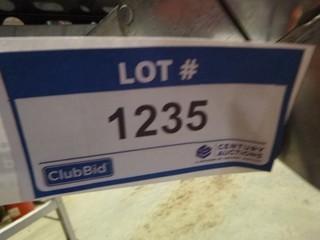 LOT #
1235
ClubBid
CENTURY
AUCTIONS